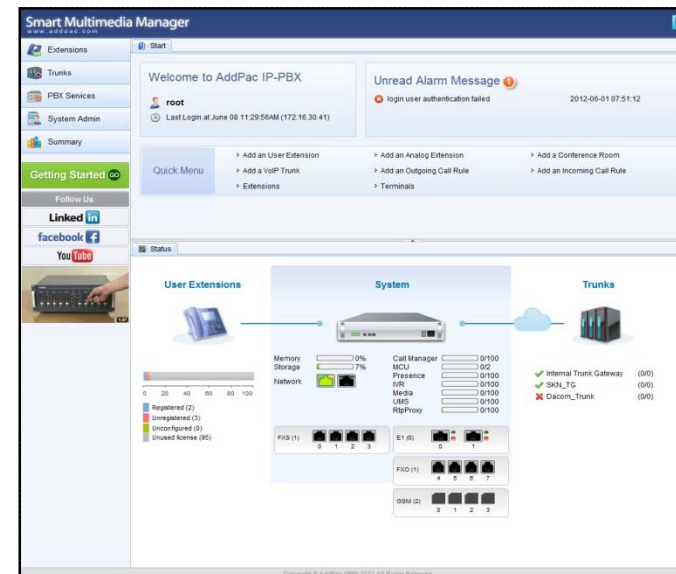 Smart Multimedia Manager
www.addpac.com
Extensions
Trunks
PBX Services
System Admin
Summary
Getting Started GO
Follow Us
Linked in
facebook f
You Tube
Start
Welcome to AddPac IP-PBX
root
Last Login at June 08 11:29:56AM (172.16.30.41)
Unread Alarm Message 1
login user authentication failed 2012-06-01 07:51:12
Quick Menu
> Add an User Extension > Add an Analog Extension > Add a Conference Room
> Add a VoIP Trunk > Add an Outgoing Call Rule > Add an Incoming Call Rule
> Extensions > Terminals
Status
User Extensions System Trunks
0 20 40 60 80 100
Registered (2)
Unregistered (3)
Unconfigured (0)
Unused license (95)
Memory 0%
Storage 7%
Network
Call Manager 0/100
MCU 0/2
Presence 0/100
IVR 0/100
Media 0/100
UMS 0/100
RtpProxy 0/100
FXS (1)
0 1 2 3
E1 (0)
0 1
FXO (1)
4 5 6 7
GSM (2)
0 1 2 3
Internal Trunk Gateway (0/0)
SKN_TG (0/0)
Dacom_Trunk (0/0)